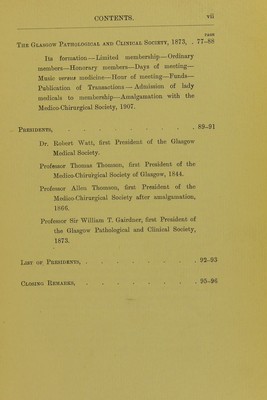 CONTENTS. vii
PAGE
THE GLASGOW PATHOLOGICAL AND CLINICAL SOCIETY, 1873, . 77-88
Its formation—Limited membership—Ordinary
members—Honorary members—Days of meeting—
Music versus medicine—Hour of meeting—Funds—
Publication of Transactions—Admission of lady
medicals to membership—Amalgamation with the
Medico-Chirurgical Society, 1907.
PRESIDENTS, . . . . . . . . 89-91
Dr. Robert Watt, first President of the Glasgow
Medical Society.
Professor Thomas Thomson, first President of the
Medico-Chirurgical Society of Glasgow, 1844.
Professor Allen Thomson, first President of the
Medico-Chirurgical Society after amalgamation,
1866.
Professor Sir William T. Gairdner, first President of
the Glasgow Pathological and Clinical Society,
1873.
LIST OF PRESIDENTS, . . . . . . . 92-93
CLOSING REMARKS, . . . . . . . 93-96